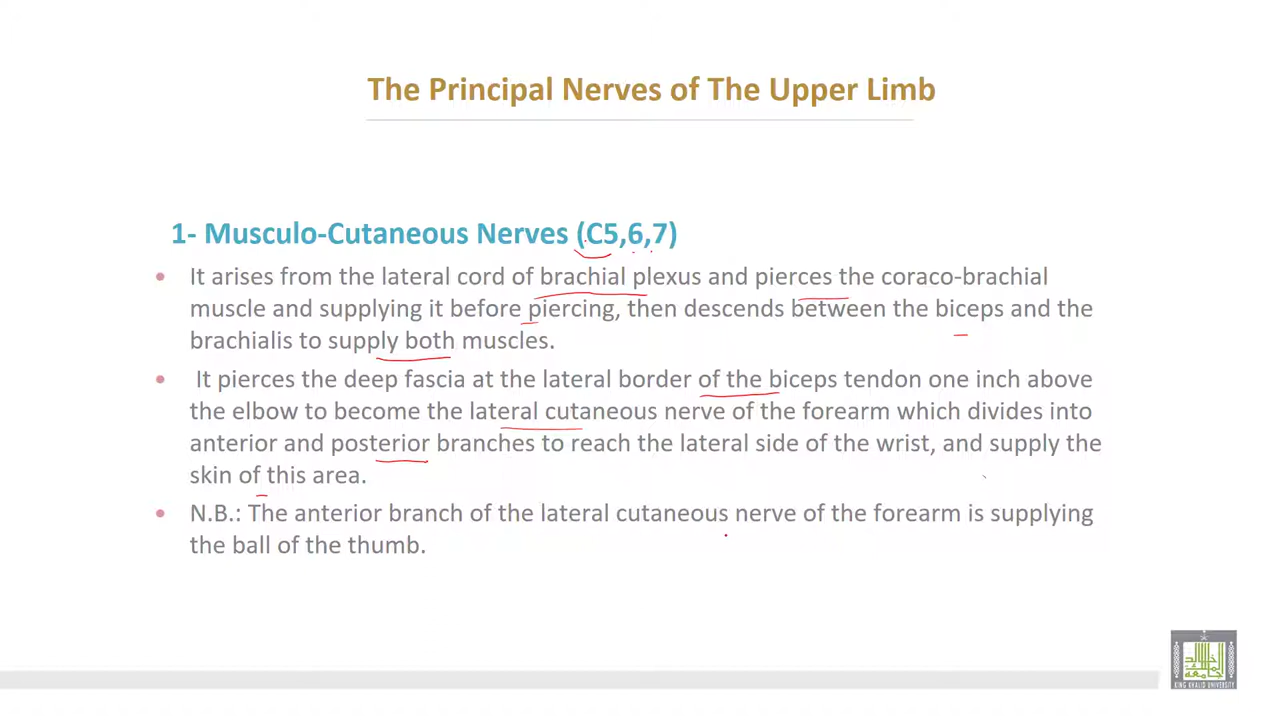 The Principal Nerves of The Upper Limb
1- Musculo-Cutaneous Nerves (C5,6,7)
• It arises from the lateral cord of brachial plexus and pierces the coraco-brachial
muscle and supplying it before piercing, then descends between the biceps and the
brachialis to supply both muscles.
• It pierces the deep fascia at the lateral border of the biceps tendon one inch above
the elbow to become the lateral cutaneous nerve of the forearm which divides into
anterior and posterior branches to reach the lateral side of the wrist, and supply the
skin of this area.
• N.B.: The anterior branch of the lateral cutaneous nerve of the forearm is supplying
the ball of the thumb.
KING KHALID UNIVERSITY